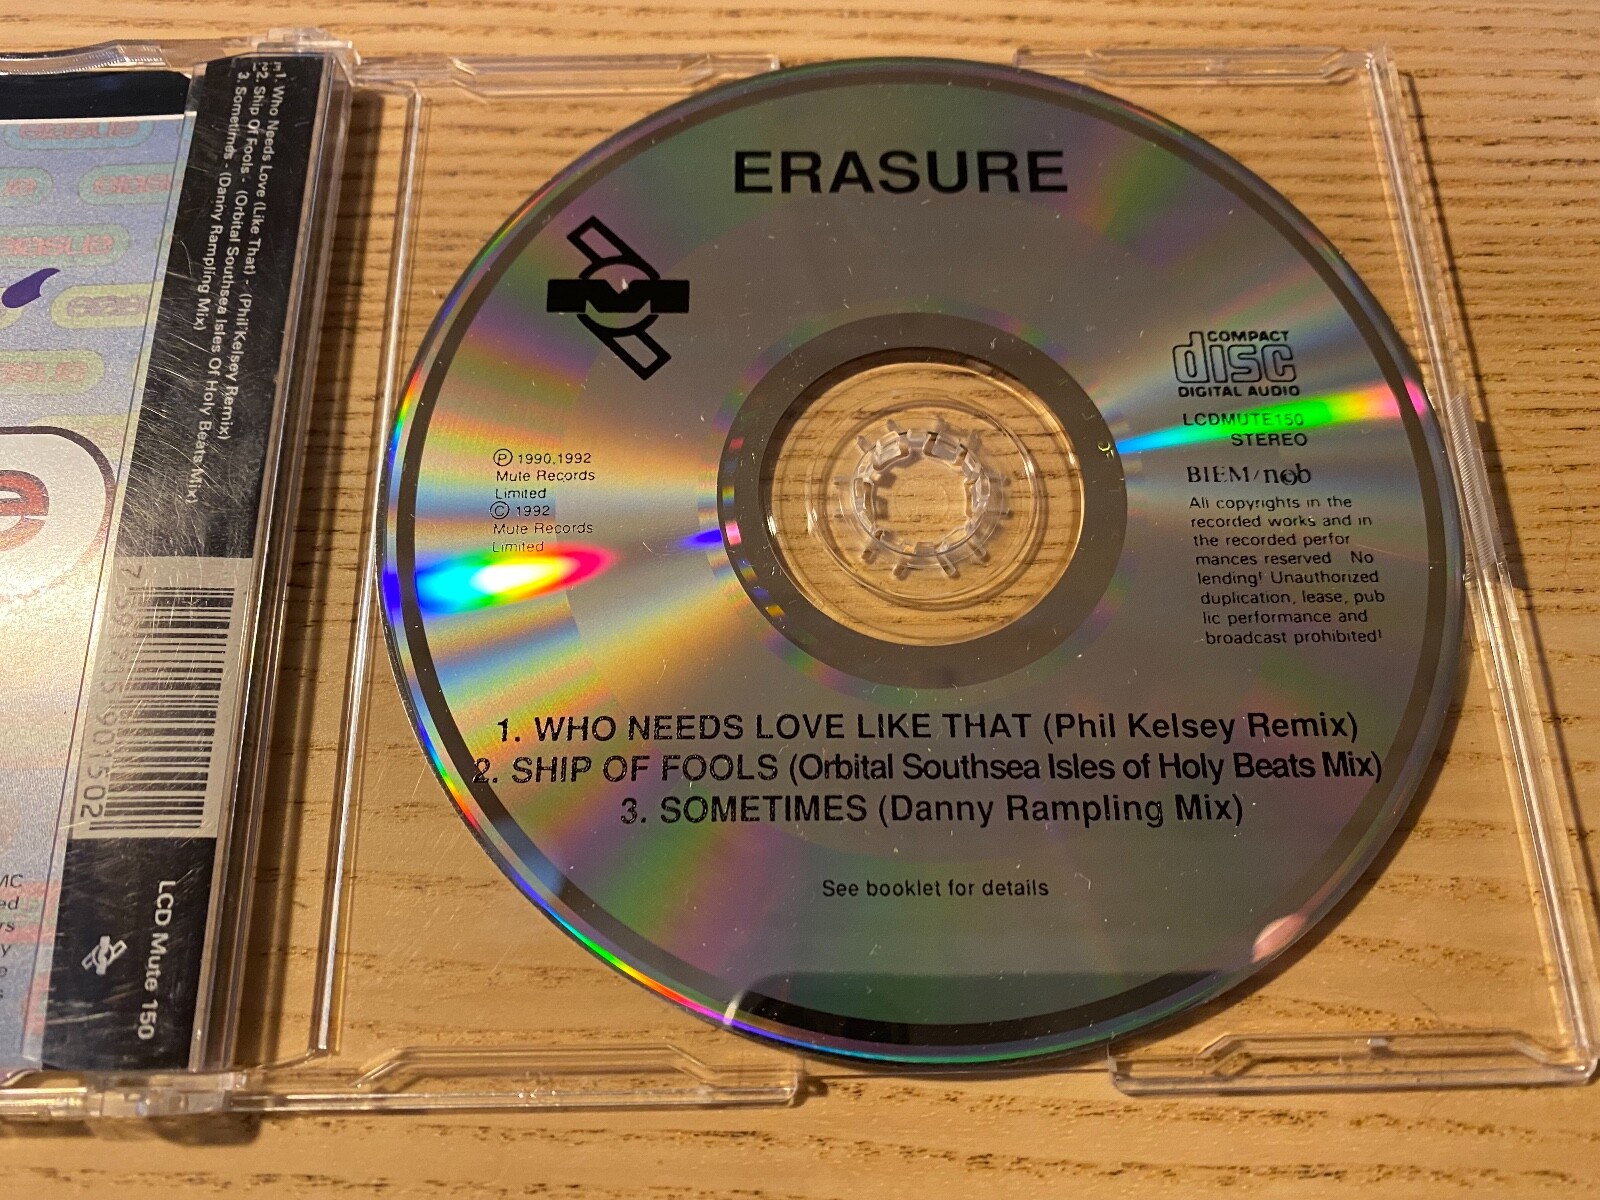 1. Who Needs Love (Like That) - (Phil Kelsey Remix)
2. Ship Of Fools - (Orbital Southsea Isles Of Holy Beats Mix)
3. Sometimes - (Danny Rampling Mix)
LCD Mute 150
ERASURE
COMPACT
disc
DIGITAL AUDIO
LCDMUTE150
STEREO
BIEM/ncb
All copyrights in the
recorded works and in
the recorded perfor
mances reserved No
lending! Unauthorized
duplication, lease, pub
lic performance and
broadcast prohibited!
Ⓟ 1990,1992
Mute Records
Limited
© 1992
Mute Records
Limited
1. WHO NEEDS LOVE LIKE THAT (Phil Kelsey Remix)
2. SHIP OF FOOLS (Orbital Southsea Isles of Holy Beats Mix)
3. SOMETIMES (Danny Rampling Mix)
See booklet for details